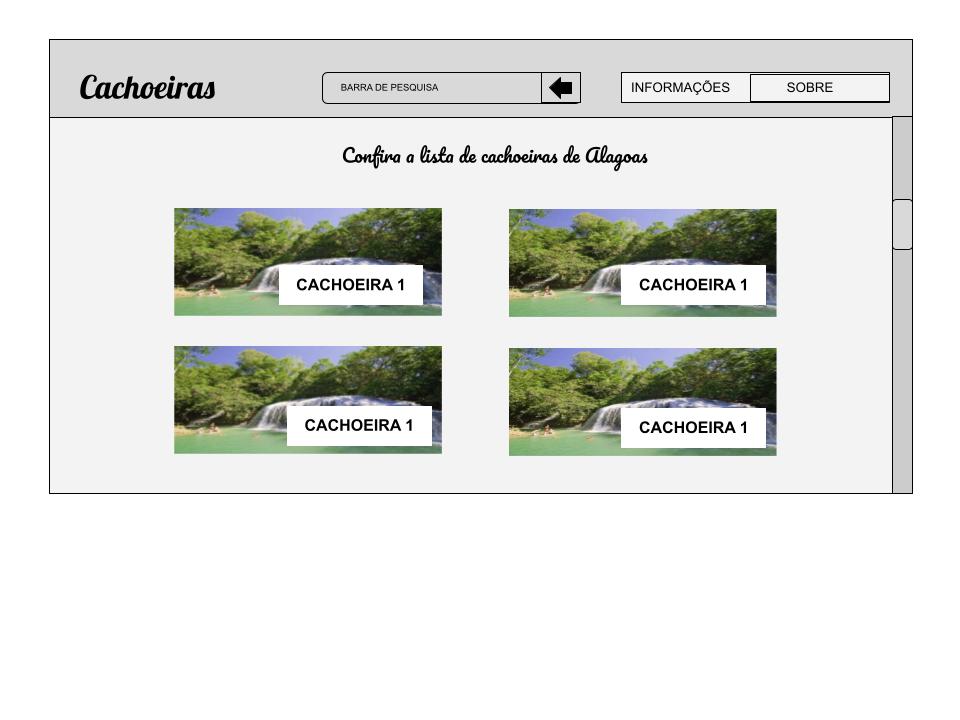 Cachoeiras
BARRA DE PESQUISA
INFORMAÇÕES
SOBRE
Confira a lista de cachoeiras de Alagoas
CACHOEIRA 1
CACHOEIRA 1
CACHOEIRA 1
CACHOEIRA 1